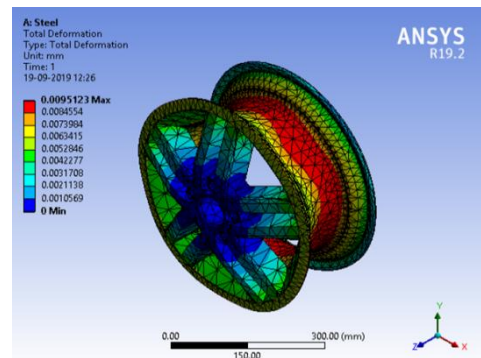 A: Steel
Total Deformation
Type: Total Deformation
Unit: mm
Time: 1
19-09-2019 12:26
0.0095123 Max
0.0084554
0.0073984
0.0063415
0.0052846
0.0042277
0.0031708
0.0021138
0.0010569
0 Min
ANSYS
R19.2
0.00
300.00 (mm)
150.00
Y
Z
X